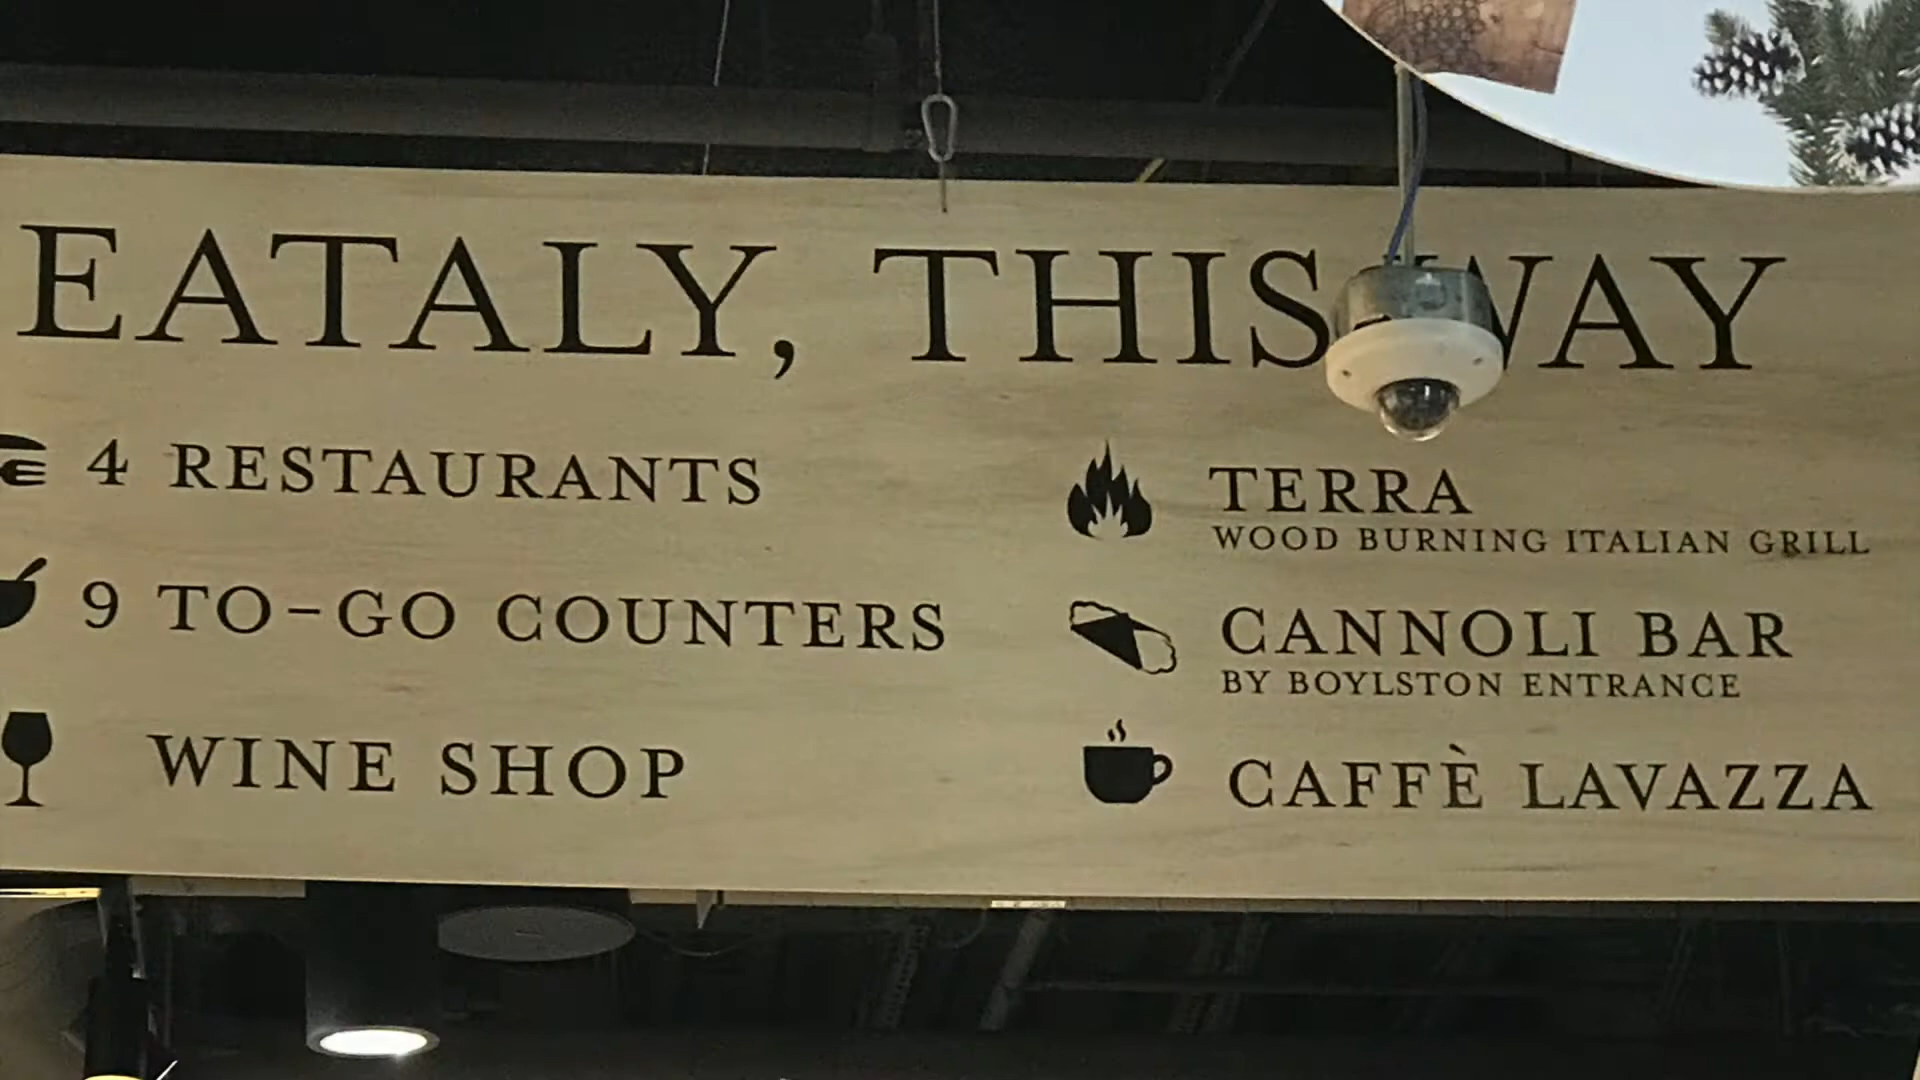 EATALY, THIS WAY
4 RESTAURANTS
9 TO-GO COUNTERS
WINE SHOP
TERRA
WOOD BURNING ITALIAN GRILL
CANNOLI BAR
BY BOYLSTON ENTRANCE
CAFFÈ LAVAZZA